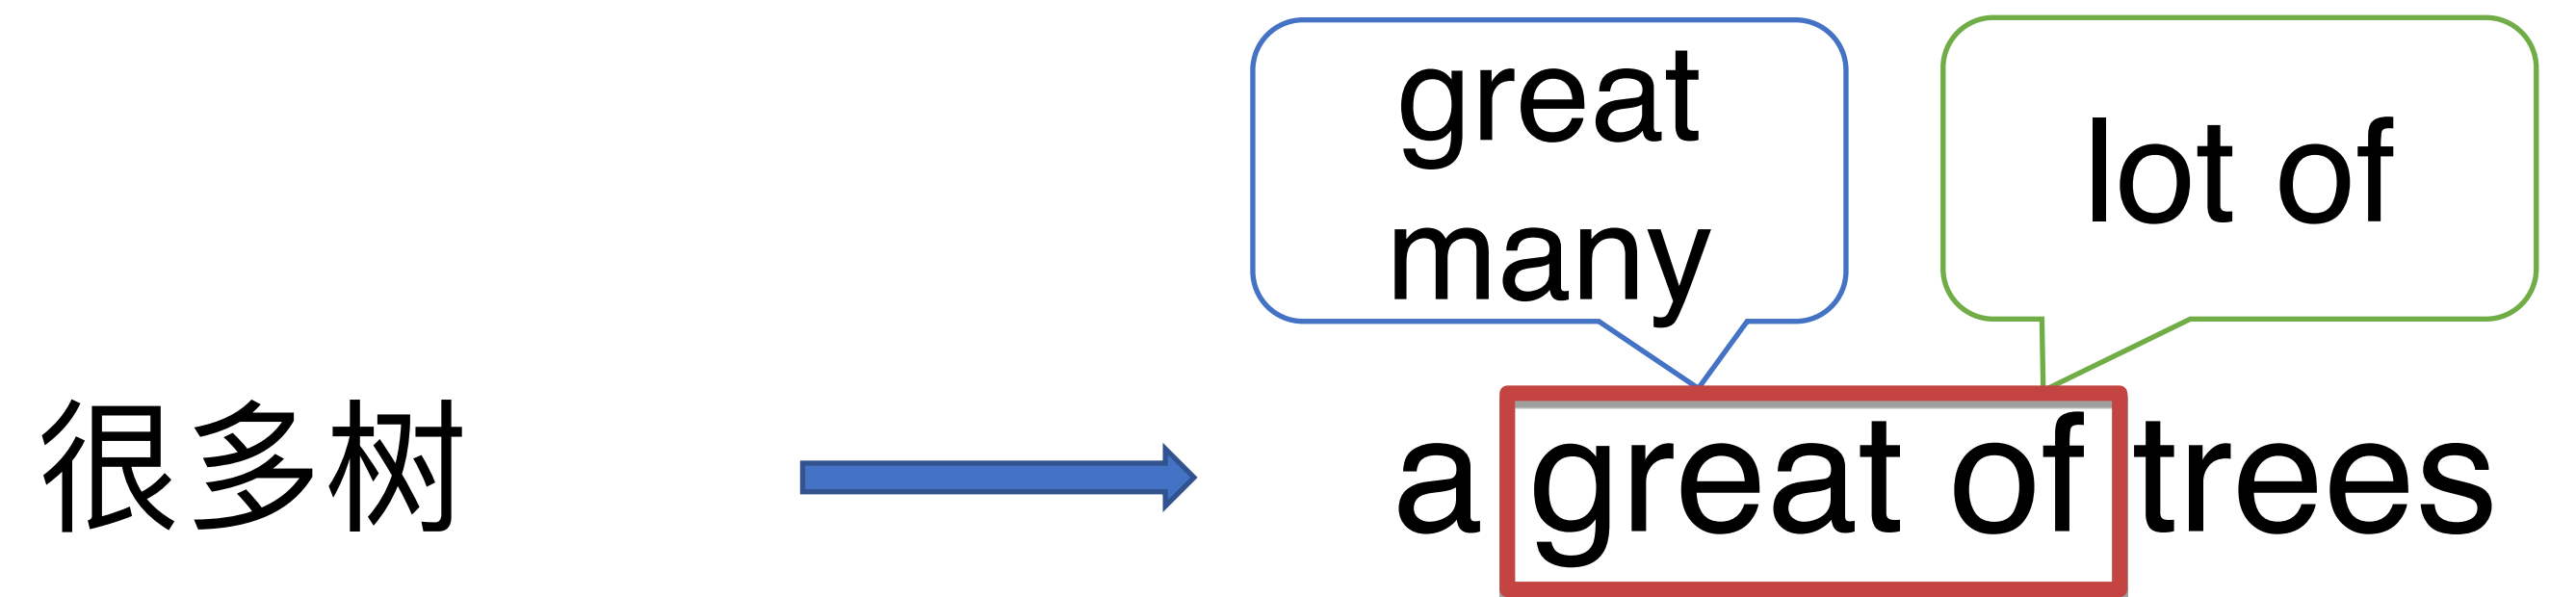 great
many
lot of
很多树
a great of trees